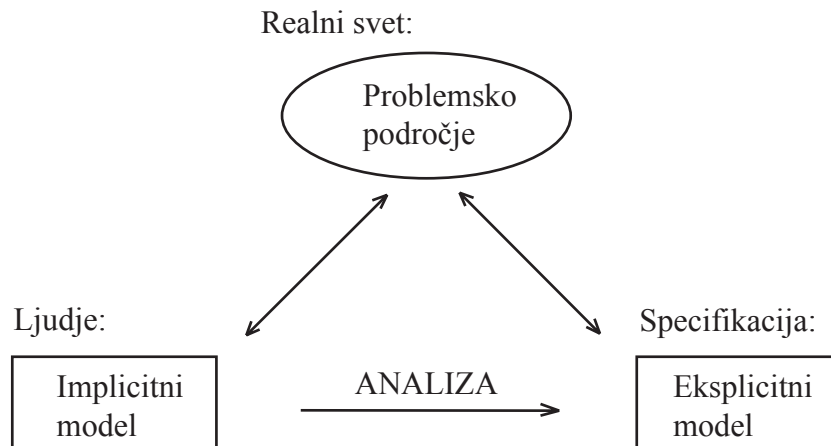 Realni svet:
Problemsko
področje
Ljudje:
Specifikacija:
Implicitni
model
ANALIZA
Eksplicitni
model